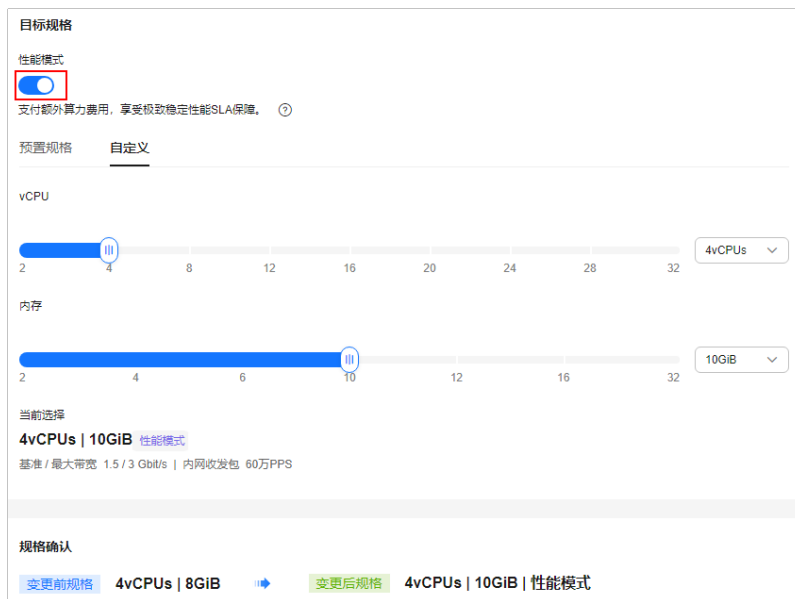 目标规格
性能模式
支付额外算力费用，享受极致稳定性能SLA保障。 ?
预置规格 自定义
vCPU
4vCPUs
2 4 8 12 16 20 24 28 32
内存
10GiB
2 4 6 10 12 16 32
当前选择
4vCPUs | 10GiB 性能模式
基准 / 最大带宽 1.5 / 3 Gbit/s | 内网收发包 60万PPS
规格确认
变更前规格 4vCPUs | 8GiB 变更后规格 4vCPUs | 10GiB | 性能模式